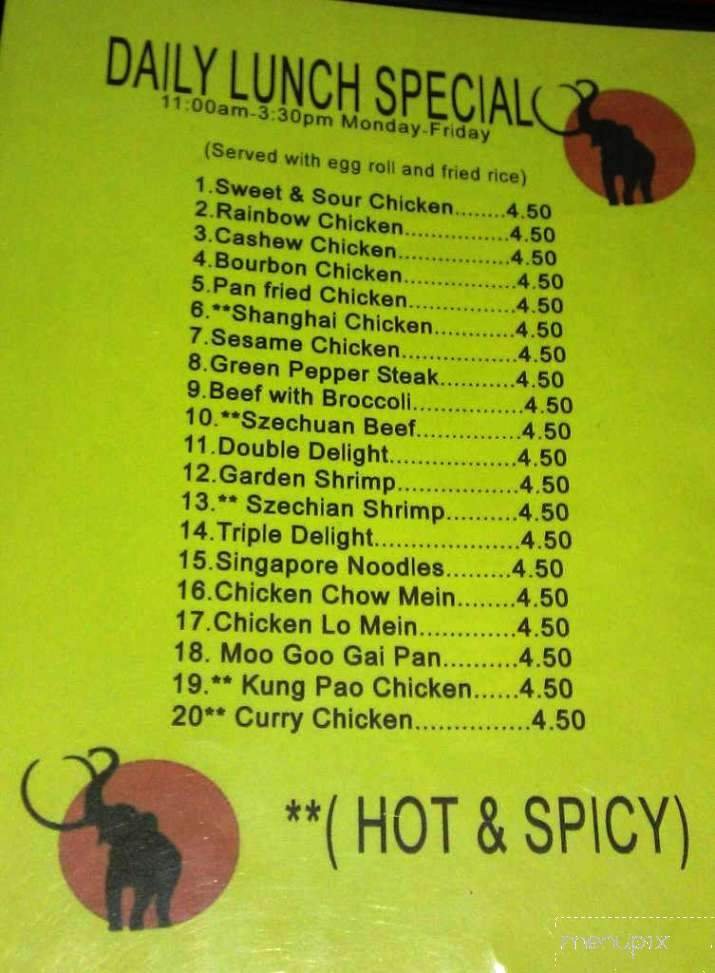 DAILY LUNCH SPECIAL
11:00am-3:30pm Monday-Friday
(Served with egg roll and fried rice)
1.Sweet & Sour Chicken........4.50
2.Rainbow Chicken................4.50
3.Cashew Chicken.................4.50
4.Bourbon Chicken.................4.50
5.Pan fried Chicken................4.50
6.**Shanghai Chicken............4.50
7.Sesame Chicken.................4.50
8.Green Pepper Steak...........4.50
9.Beef with Broccoli................4.50
10.**Szechuan Beef...............4.50
11.Double Delight...................4.50
12.Garden Shrimp..................4.50
13.** Szechian Shrimp..........4.50
14.Triple Delight.....................4.50
15.Singapore Noodles.........4.50
16.Chicken Chow Mein........4.50
17.Chicken Lo Mein.............4.50
18. Moo Goo Gai Pan..........4.50
19.** Kung Pao Chicken......4.50
20** Curry Chicken...............4.50
**( HOT & SPICY)
menupix